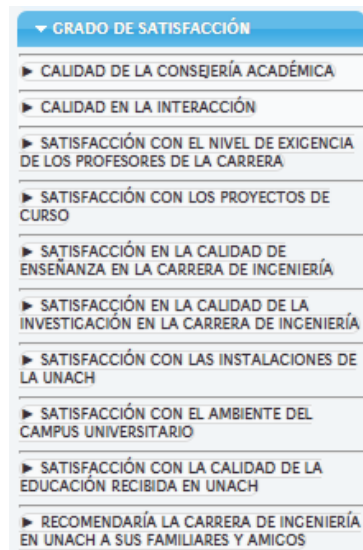 ▼ GRADO DE SATISFACCIÓN
► CALIDAD DE LA CONSEJERÍA ACADÉMICA
► CALIDAD EN LA INTERACCIÓN
► SATISFACCIÓN CON EL NIVEL DE EXIGENCIA
DE LOS PROFESORES DE LA CARRERA
► SATISFACCIÓN CON LOS PROYECTOS DE
CURSO
► SATISFACCIÓN EN LA CALIDAD DE
ENSEÑANZA EN LA CARRERA DE INGENIERÍA
► SATISFACCIÓN EN LA CALIDAD DE LA
INVESTIGACIÓN EN LA CARRERA DE INGENIERÍA
► SATISFACCIÓN CON LAS INSTALACIONES DE
LA UNACH
► SATISFACCIÓN CON EL AMBIENTE DEL
CAMPUS UNIVERSITARIO
► SATISFACCIÓN CON LA CALIDAD DE LA
EDUCACIÓN RECIBIDA EN UNACH
► RECOMENDARÍA LA CARRERA DE INGENIERÍA
EN UNACH A SUS FAMILIARES Y AMIGOS